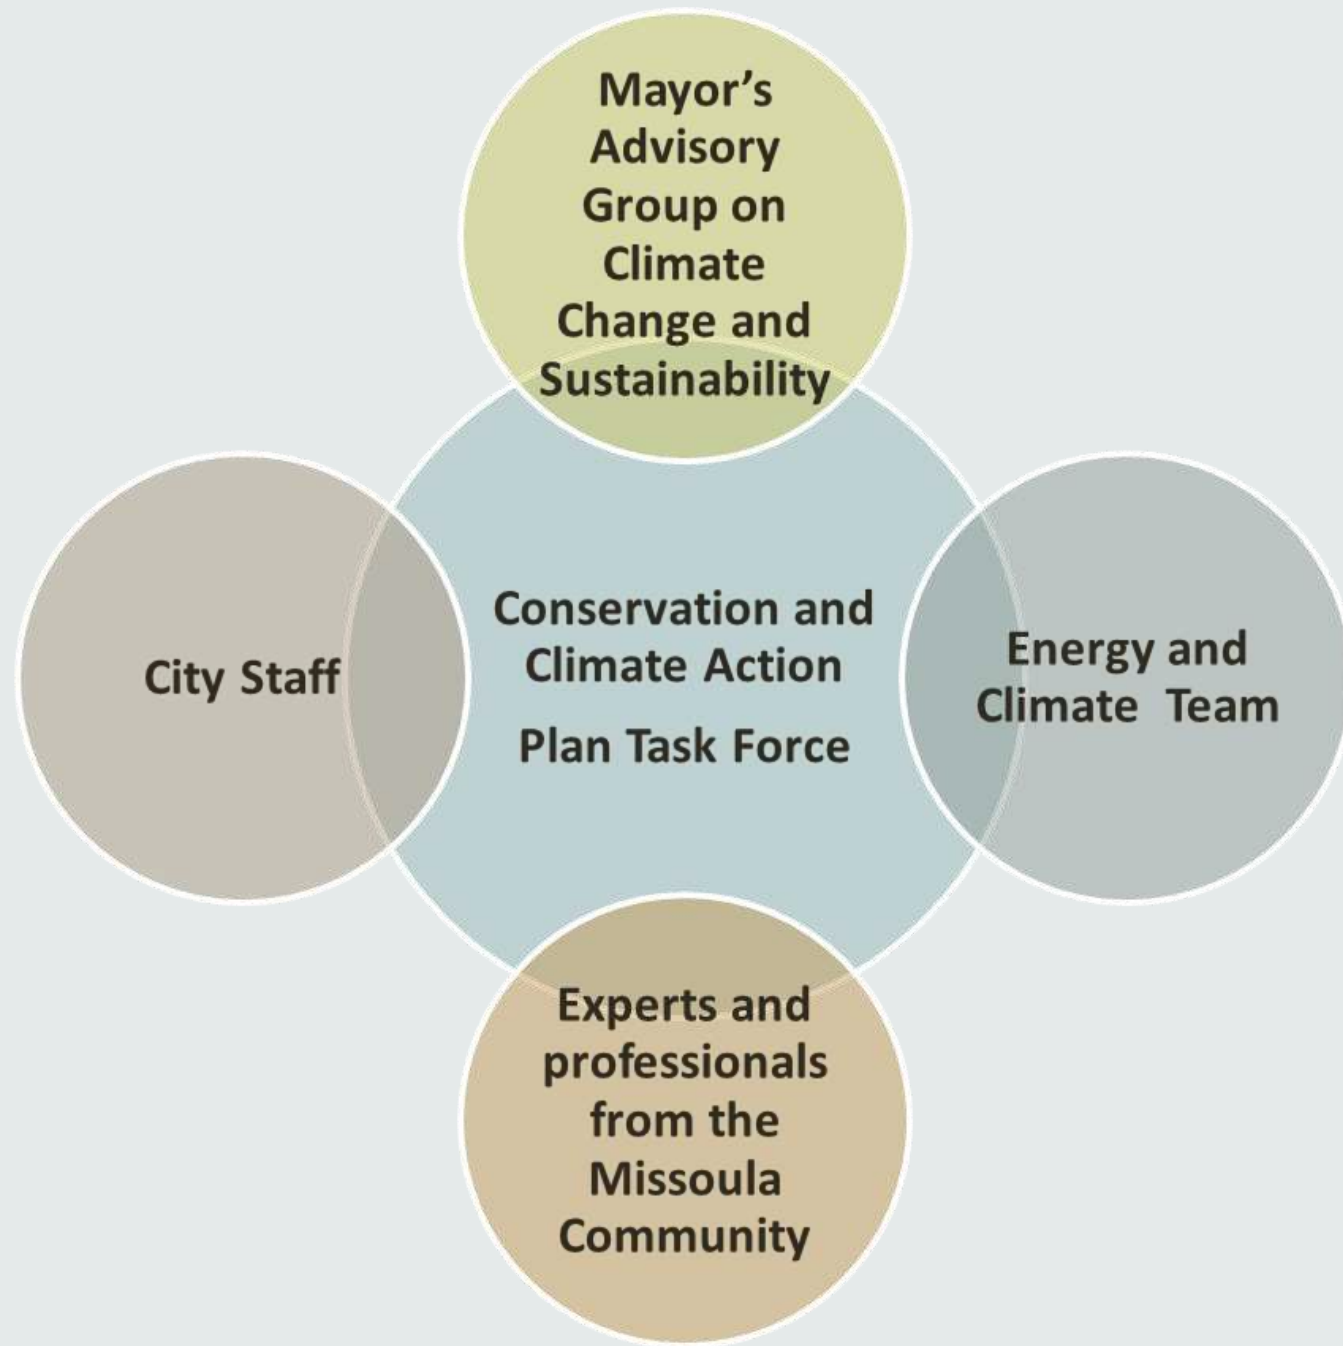 Mayor’s
Advisory
Group on
Climate
Change and
Sustainability
City Staff
Conservation and
Climate Action
Plan Task Force
Energy and
Climate  Team
Experts and
professionals
from the
Missoula
Community